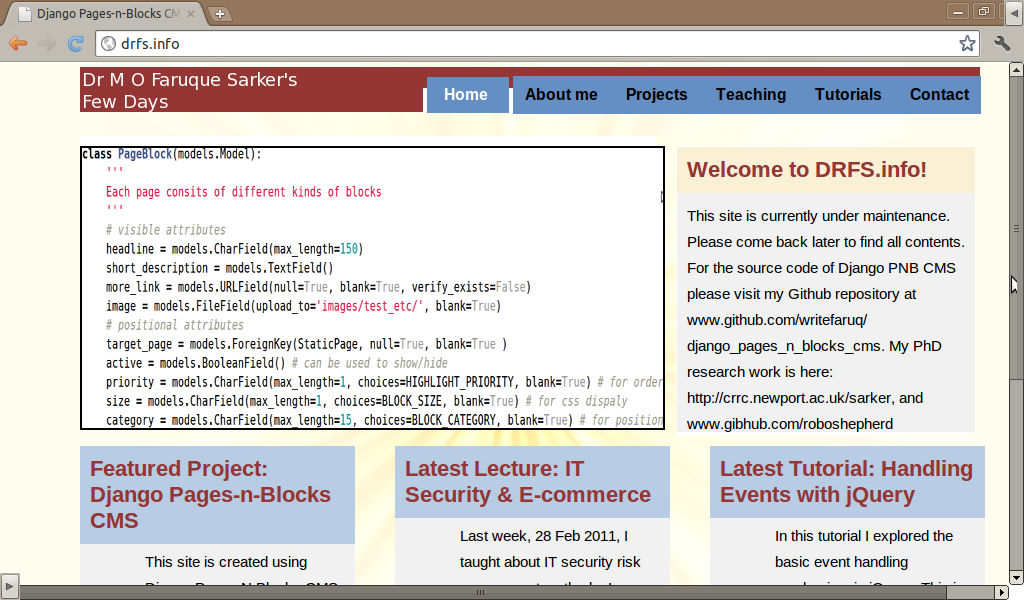 Django Pages-n-Blocks CM
drfs.info
Dr M O Faruque Sarker's
Few Days
Home
About me
Projects
Teaching
Tutorials
Contact
class PageBlock(models.Model):
'''
Each page consits of different kinds of blocks
'''
# visible attributes
headline = models.CharField(max_length=150)
short_description = models.TextField()
more_link = models.URLField(null=True, blank=True, verify_exists=False)
image = models.FileField(upload_to='images/test_etc/', blank=True)
# positional attributes
target_page = models.ForeignKey(StaticPage, null=True, blank=True )
active = models.BooleanField() # can be used to show/hide
priority = models.CharField(max_length=1, choices=HIGHLIGHT_PRIORITY, blank=True) # for order
size = models.CharField(max_length=1, choices=BLOCK_SIZE, blank=True) # for css dispaly
category = models.CharField(max_length=15, choices=BLOCK_CATEGORY, blank=True) # for position
Welcome to DRFS.info!
This site is currently under maintenance.
Please come back later to find all contents.
For the source code of Django PNB CMS
please visit my Github repository at
www.github.com/writefaruq/
django_pages_n_blocks_cms. My PhD
research work is here:
http://crrc.newport.ac.uk/sarker, and
www.gibhub.com/roboshepherd
Featured Project:
Django Pages-n-Blocks
CMS
This site is created using
Latest Lecture: IT
Security & E-commerce
Last week, 28 Feb 2011, I
taught about IT security risk
Latest Tutorial: Handling
Events with jQuery
In this tutorial I explored the
basic event handling